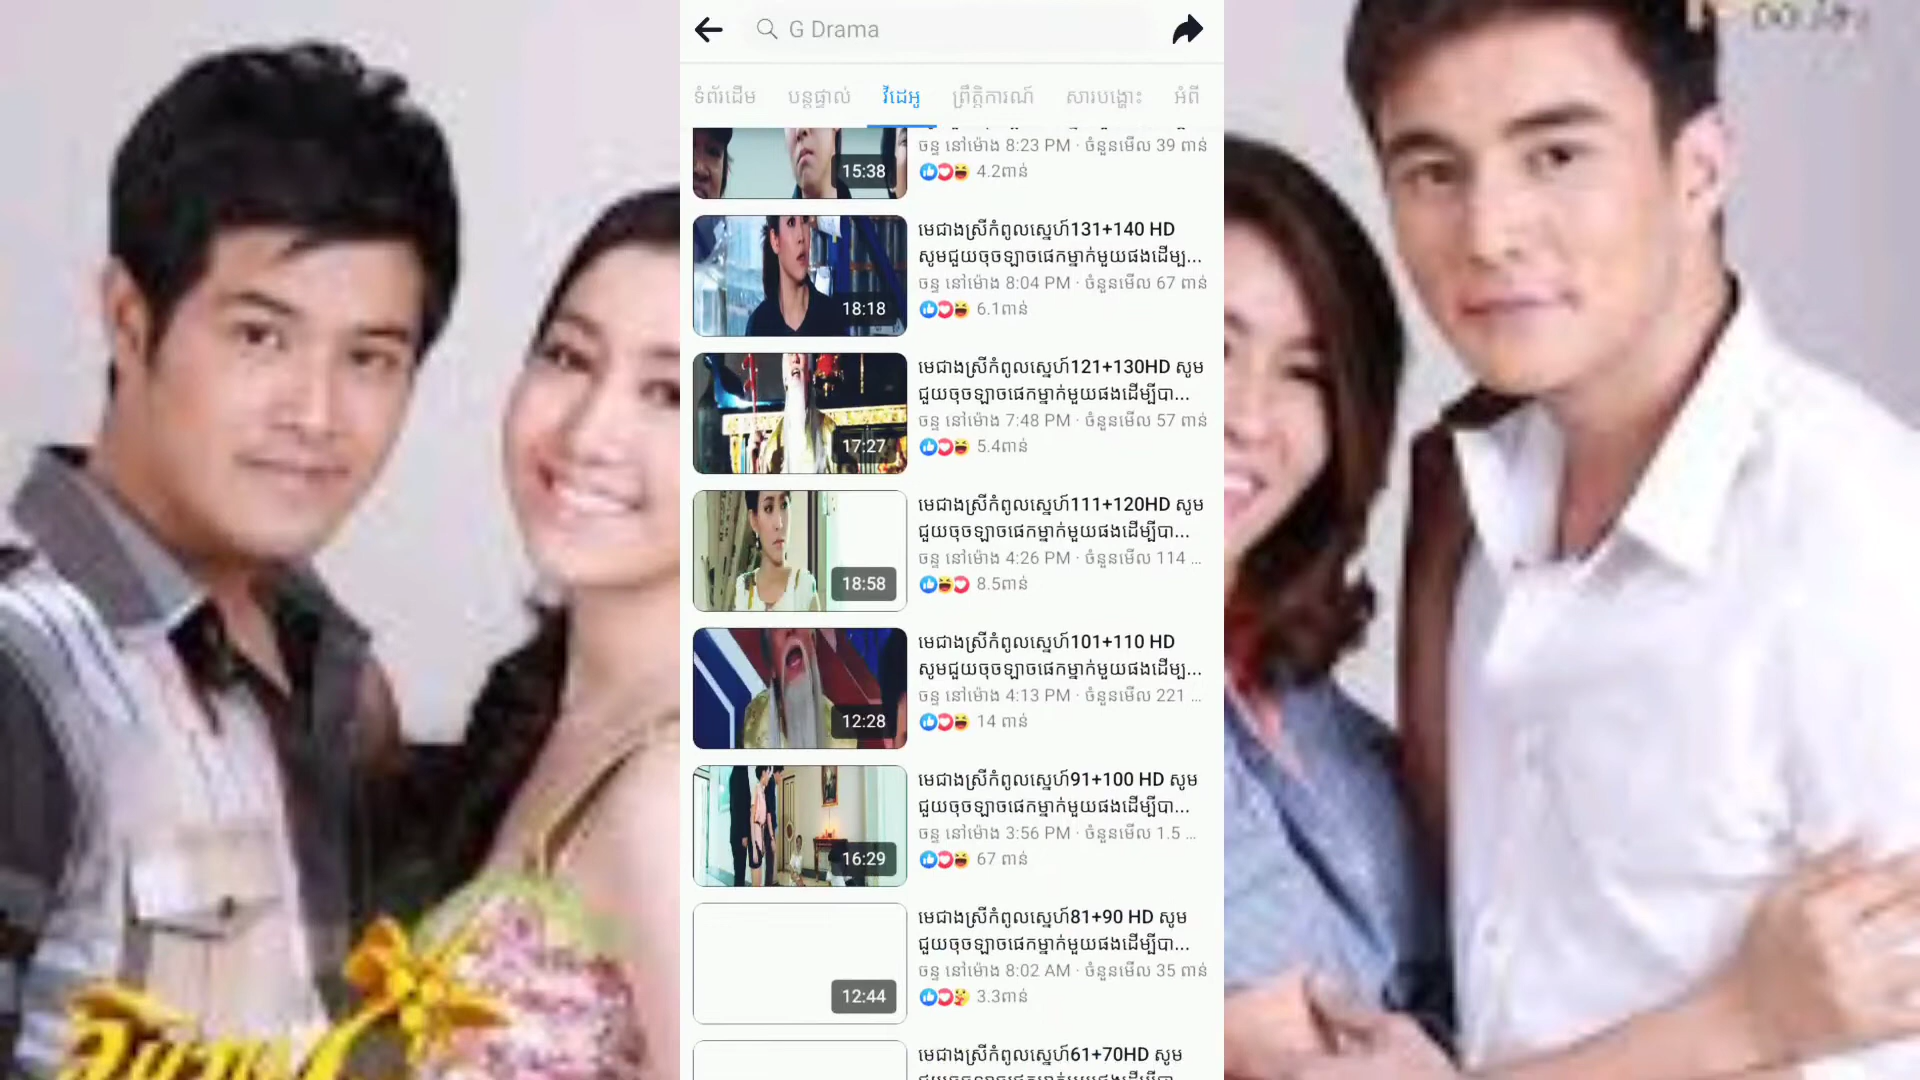 G Drama
ទំព័រដើម បន្តផ្ទាល់ វីដេអូ ព្រឹត្តិការណ៍ សារបង្ហោះ អំពី
ចន្ទ នៅម៉ោង 8:23 PM · ចំនួនមើល 39 ពាន់
15:38
4.2ពាន់
មេជាងស្រីកំពូលស្នេហ៍131+140 HD
សូមជួយចុចឡាចផេកម្នាក់មួយផងដើម្ប...
ចន្ទ នៅម៉ោង 8:04 PM · ចំនួនមើល 67 ពាន់
18:18
6.1ពាន់
មេជាងស្រីកំពូលស្នេហ៍121+130HD សូម
ជួយចុចឡាចផេកម្នាក់មួយផងដើម្បីបា...
ចន្ទ នៅម៉ោង 7:48 PM · ចំនួនមើល 57 ពាន់
17:27
5.4ពាន់
មេជាងស្រីកំពូលស្នេហ៍111+120HD សូម
ជួយចុចឡាចផេកម្នាក់មួយផងដើម្បីបា...
ចន្ទ នៅម៉ោង 4:26 PM · ចំនួនមើល 114 ...
18:58
8.5ពាន់
មេជាងស្រីកំពូលស្នេហ៍101+110 HD
សូមជួយចុចឡាចផេកម្នាក់មួយផងដើម្ប...
ចន្ទ នៅម៉ោង 4:13 PM · ចំនួនមើល 221 ...
12:28
14 ពាន់
មេជាងស្រីកំពូលស្នេហ៍91+100 HD សូម
ជួយចុចឡាចផេកម្នាក់មួយផងដើម្បីបា...
ចន្ទ នៅម៉ោង 3:56 PM · ចំនួនមើល 1.5 ...
16:29
67 ពាន់
មេជាងស្រីកំពូលស្នេហ៍81+90 HD សូម
ជួយចុចឡាចផេកម្នាក់មួយផងដើម្បីបា...
ចន្ទ នៅម៉ោង 8:02 AM · ចំនួនមើល 35 ពាន់
12:44
3.3ពាន់
មេជាងស្រីកំពូលស្នេហ៍61+70HD សូម